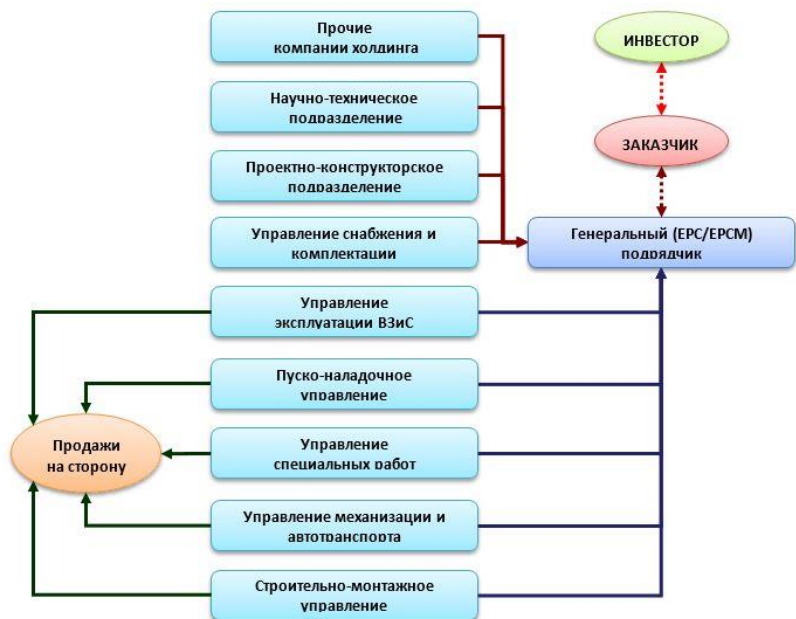 Прочие
компании холдинга
Научно-техническое
подразделение
Проектно-конструкторское
подразделение
Управление снабжения и
комплектации
Управление
эксплуатации ВЗиС
Пуско-наладочное
управление
Управление
специальных работ
Управление механизации и
автотранспорта
Строительно-монтажное
управление
ИНВЕСТОР
ЗАКАЗЧИК
Генеральный (EPC/EPCM)
подрядчик
Продажи
на сторону